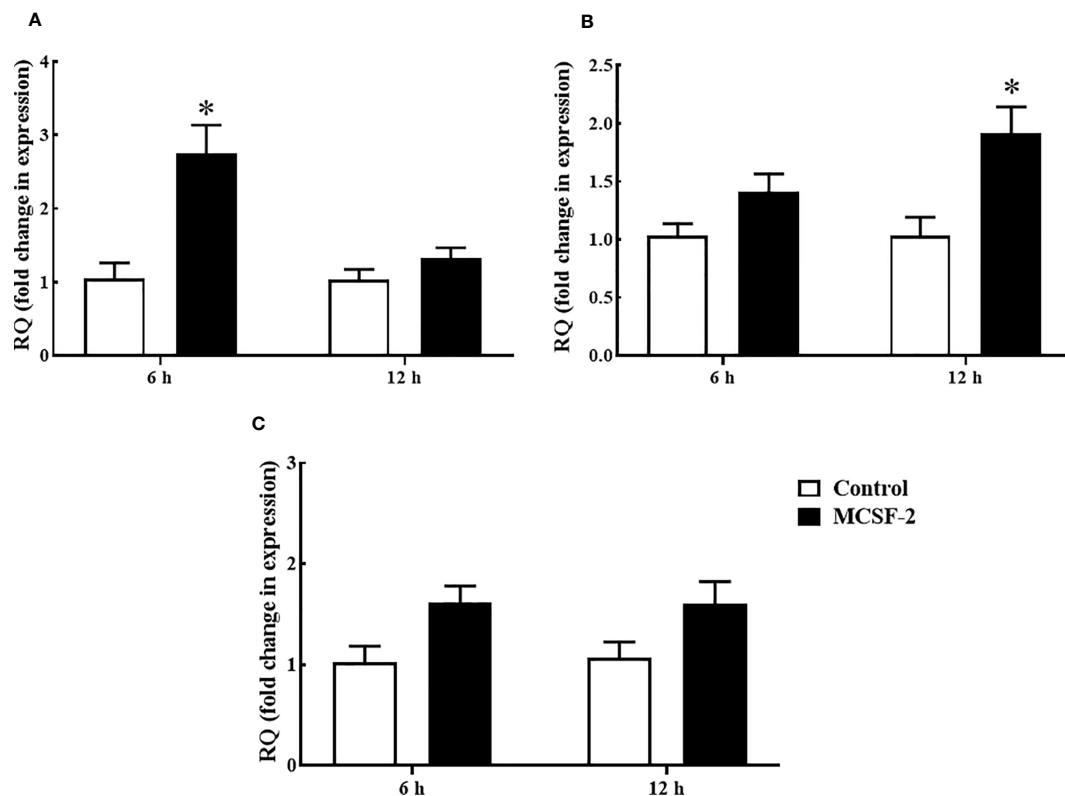 A
RQ (fold change in expression)
4
3
2
1
0
*
6 h
12 h
B
RQ (fold change in expression)
2.5
2.0
1.5
1.0
0.5
0.0
*
6 h
12 h
C
RQ (fold change in expression)
3
2
1
0
6 h
12 h
Control
MCSF-2